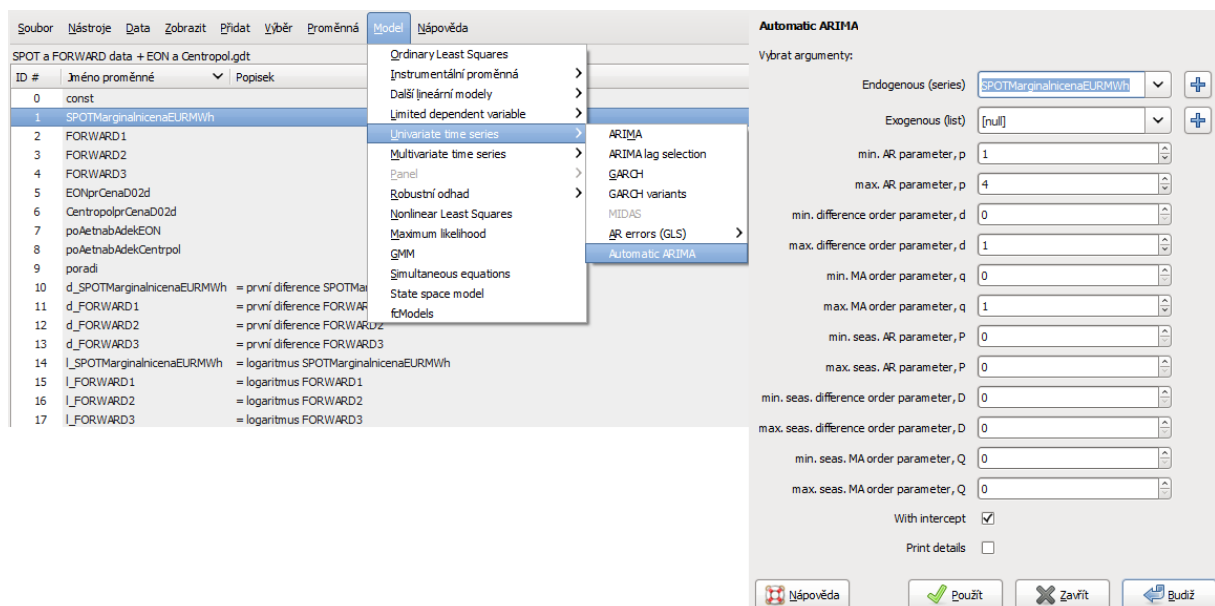 Soubor Nástroje Data Zobrazit Přidat Výběr Proměnná Model Nápověda
SPOT a FORWARD data + EON a Centropol.gdt
ID # Jméno proměnné Popisek
0 const
1 SPOTMarginalnicenaEURMWh
2 FORWARD1
3 FORWARD2
4 FORWARD3
5 EONprCenaD02d
6 CentropolprCenaD02d
7 poAetnabAdekEON
8 poAetnabAdekCentrpol
9 poradi
10 d_SPOTMarginalnicenaEURMWh = první diference SPOTMar
11 d_FORWARD1 = první diference FORWAR
12 d_FORWARD2 = první diference FORWARD2
13 d_FORWARD3 = první diference FORWARD3
14 l_SPOTMarginalnicenaEURMWh = logaritmus SPOTMarginalnicenaEURMWh
15 l_FORWARD1 = logaritmus FORWARD1
16 l_FORWARD2 = logaritmus FORWARD2
17 l_FORWARD3 = logaritmus FORWARD3
Ordinary Least Squares
Instrumentální proměnná
Další lineární modely
Limited dependent variable
Univariate time series
Multivariate time series
Panel
Robustní odhad
Nonlinear Least Squares
Maximum likelihood
GMM
Simultaneous equations
State space model
fcModels
ARIMA
ARIMA lag selection
GARCH
GARCH variants
MIDAS
AR errors (GLS)
Automatic ARIMA
Automatic ARIMA
Vybrat argumenty:
Endogenous (series) SPOTMarginalnicenaEURMWh
Exogenous (list) [null]
min. AR parameter, p 1
max. AR parameter, p 4
min. difference order parameter, d 0
max. difference order parameter, d 1
min. MA order parameter, q 0
max. MA order parameter, q 1
min. seas. AR parameter, P 0
max. seas. AR parameter, P 0
min. seas. difference order parameter, D 0
max. seas. difference order parameter, D 0
min. seas. MA order parameter, Q 0
max. seas. MA order parameter, Q 0
With intercept
Print details
Nápověda Použít Zavřít Budiž